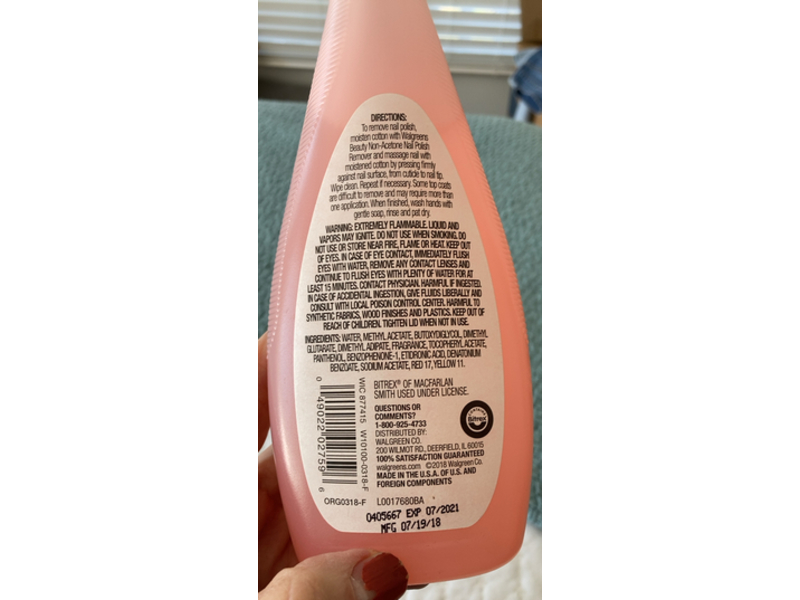 DIRECTIONS:
To remove nail polish,
moisten cotton with Walgreens
Beauty Non-Acetone Nail Polish
Remover and massage nail with
moistened cotton by pressing firmly
against nail surface, from cuticle to nail tip.
Wipe clean. Repeat if necessary. Some top coats
are difficult to remove and may require more than
one application. When finished, wash hands with
gentle soap, rinse and pat dry.
WARNING: EXTREMELY FLAMMABLE. LIQUID AND
VAPORS MAY IGNITE. DO NOT USE WHEN SMOKING. DO
NOT USE OR STORE NEAR FIRE, FLAME OR HEAT. KEEP OUT
OF EYES. IN CASE OF EYE CONTACT, IMMEDIATELY FLUSH
EYES WITH WATER, REMOVE ANY CONTACT LENSES AND
CONTINUE TO FLUSH EYES WITH PLENTY OF WATER FOR AT
LEAST 15 MINUTES. CONTACT PHYSICIAN. HARMFUL IF INGESTED.
IN CASE OF ACCIDENTAL INGESTION, GIVE FLUIDS LIBERALLY AND
CONSULT WITH LOCAL POISON CONTROL CENTER. HARMFUL TO
SYNTHETIC FABRICS, WOOD FINISHES AND PLASTICS. KEEP OUT OF
REACH OF CHILDREN. TIGHTEN LID WHEN NOT IN USE.
INGREDIENTS: WATER, METHYL ACETATE, BUTOXYDIGLYCOL, DIMETHYL
GLUTARATE, DIMETHYL ADIPATE, FRAGRANCE, TOCOPHERYL ACETATE,
PANTHENOL, BENZOPHENONE-1, ETIDRONIC ACID, DENATONIUM
BENZOATE, SODIUM ACETATE, RED 17, YELLOW 11.
0 49022 02759 6
WIC 877415 W10100-0318-F
BITREX® OF MACFARLAN
SMITH USED UNDER LICENSE.
QUESTIONS OR
COMMENTS?
1-800-925-4733
DISTRIBUTED BY:
WALGREEN CO.
200 WILMOT RD., DEERFIELD, IL 60015
100% SATISFACTION GUARANTEED
walgreens.com ©2018 Walgreen Co.
MADE IN THE U.S.A. OF U.S. AND
FOREIGN COMPONENTS
Bitrex
ORG0318-F L0017680BA
0405667 EXP 07/2021
MFG 07/19/18